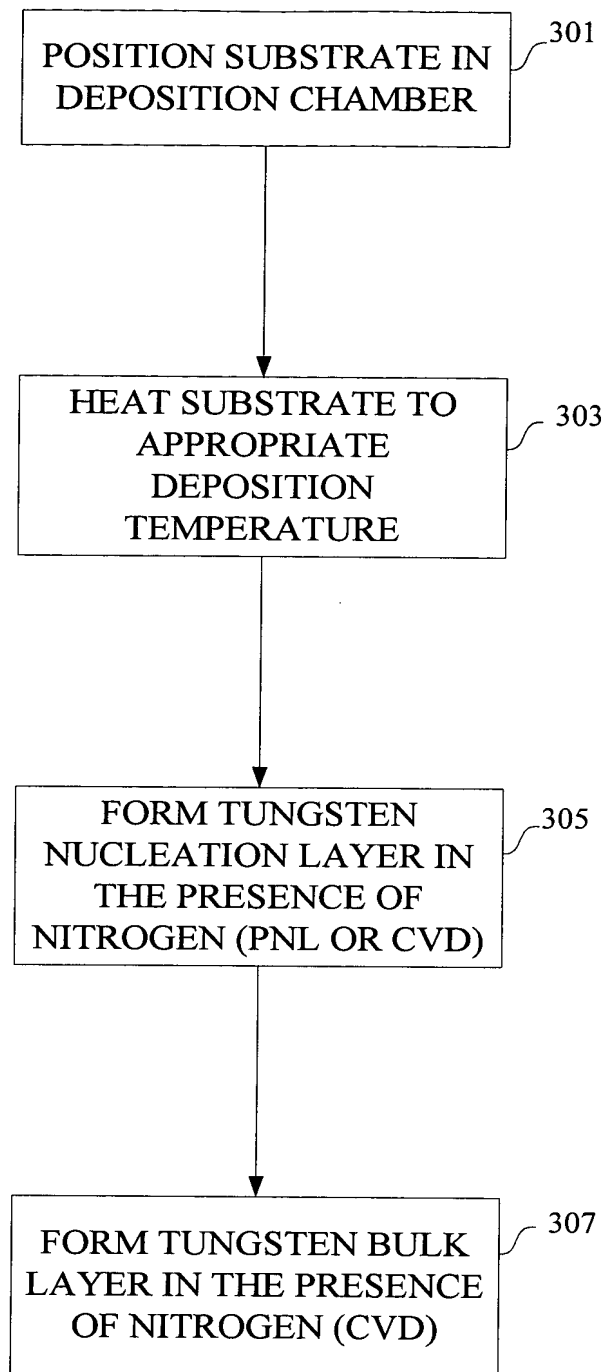 POSITION SUBSTRATE IN
DEPOSITION CHAMBER
301
HEAT SUBSTRATE TO
APPROPRIATE
DEPOSITION
TEMPERATURE
303
FORM TUNGSTEN
NUCLEATION LAYER IN
THE PRESENCE OF
NITROGEN (PNL OR CVD)
305
FORM TUNGSTEN BULK
LAYER IN THE PRESENCE
OF NITROGEN (CVD)
307